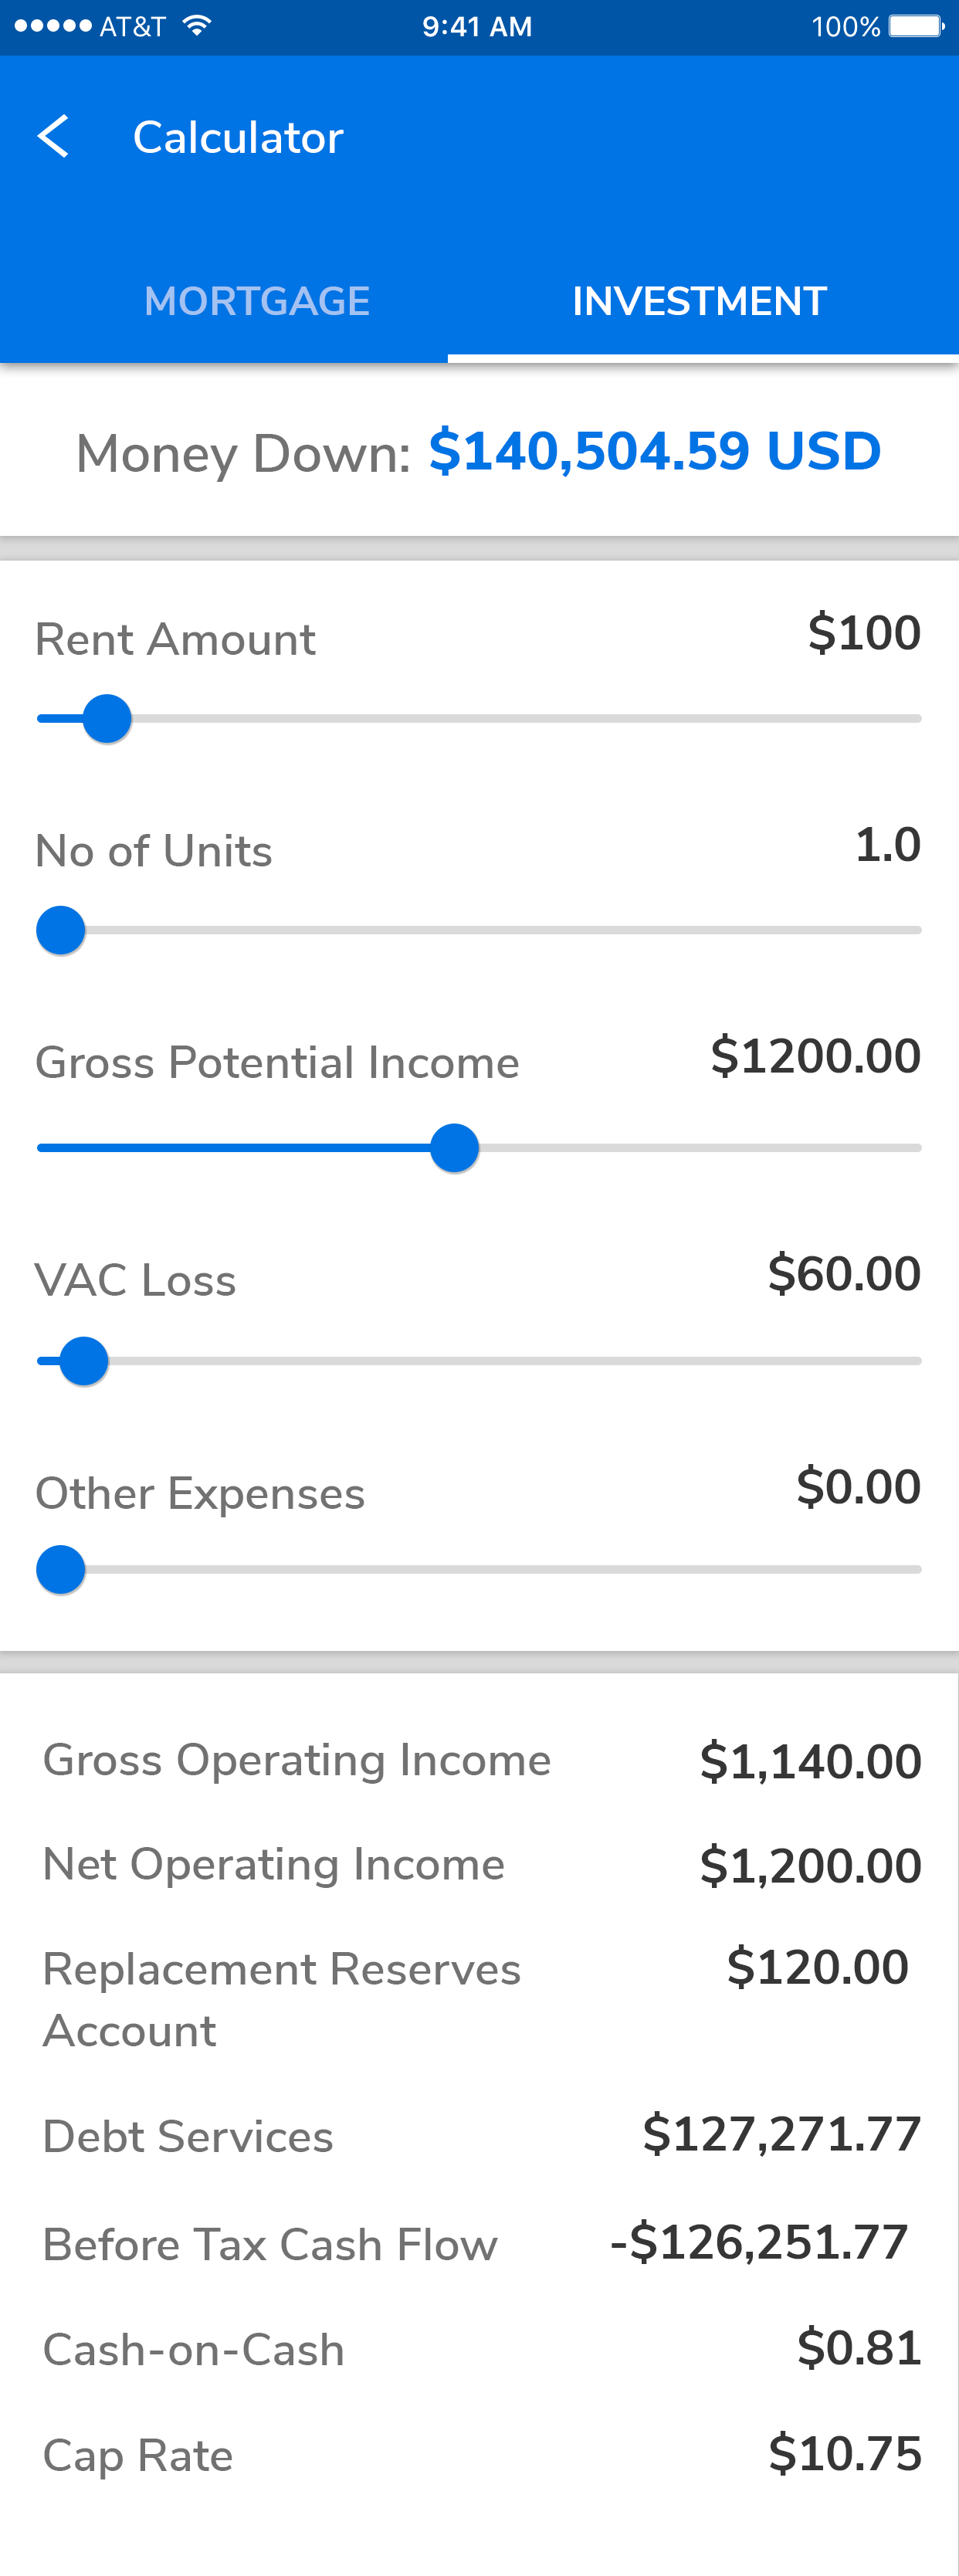 AT&T 9:41 AM 100%
Calculator
MORTGAGE INVESTMENT
Money Down: $140,504.59 USD
Rent Amount $100
No of Units 1.0
Gross Potential Income $1200.00
VAC Loss $60.00
Other Expenses $0.00
Gross Operating Income $1,140.00
Net Operating Income $1,200.00
Replacement Reserves $120.00
Account
Debt Services $127,271.77
Before Tax Cash Flow -$126,251.77
Cash-on-Cash $0.81
Cap Rate $10.75